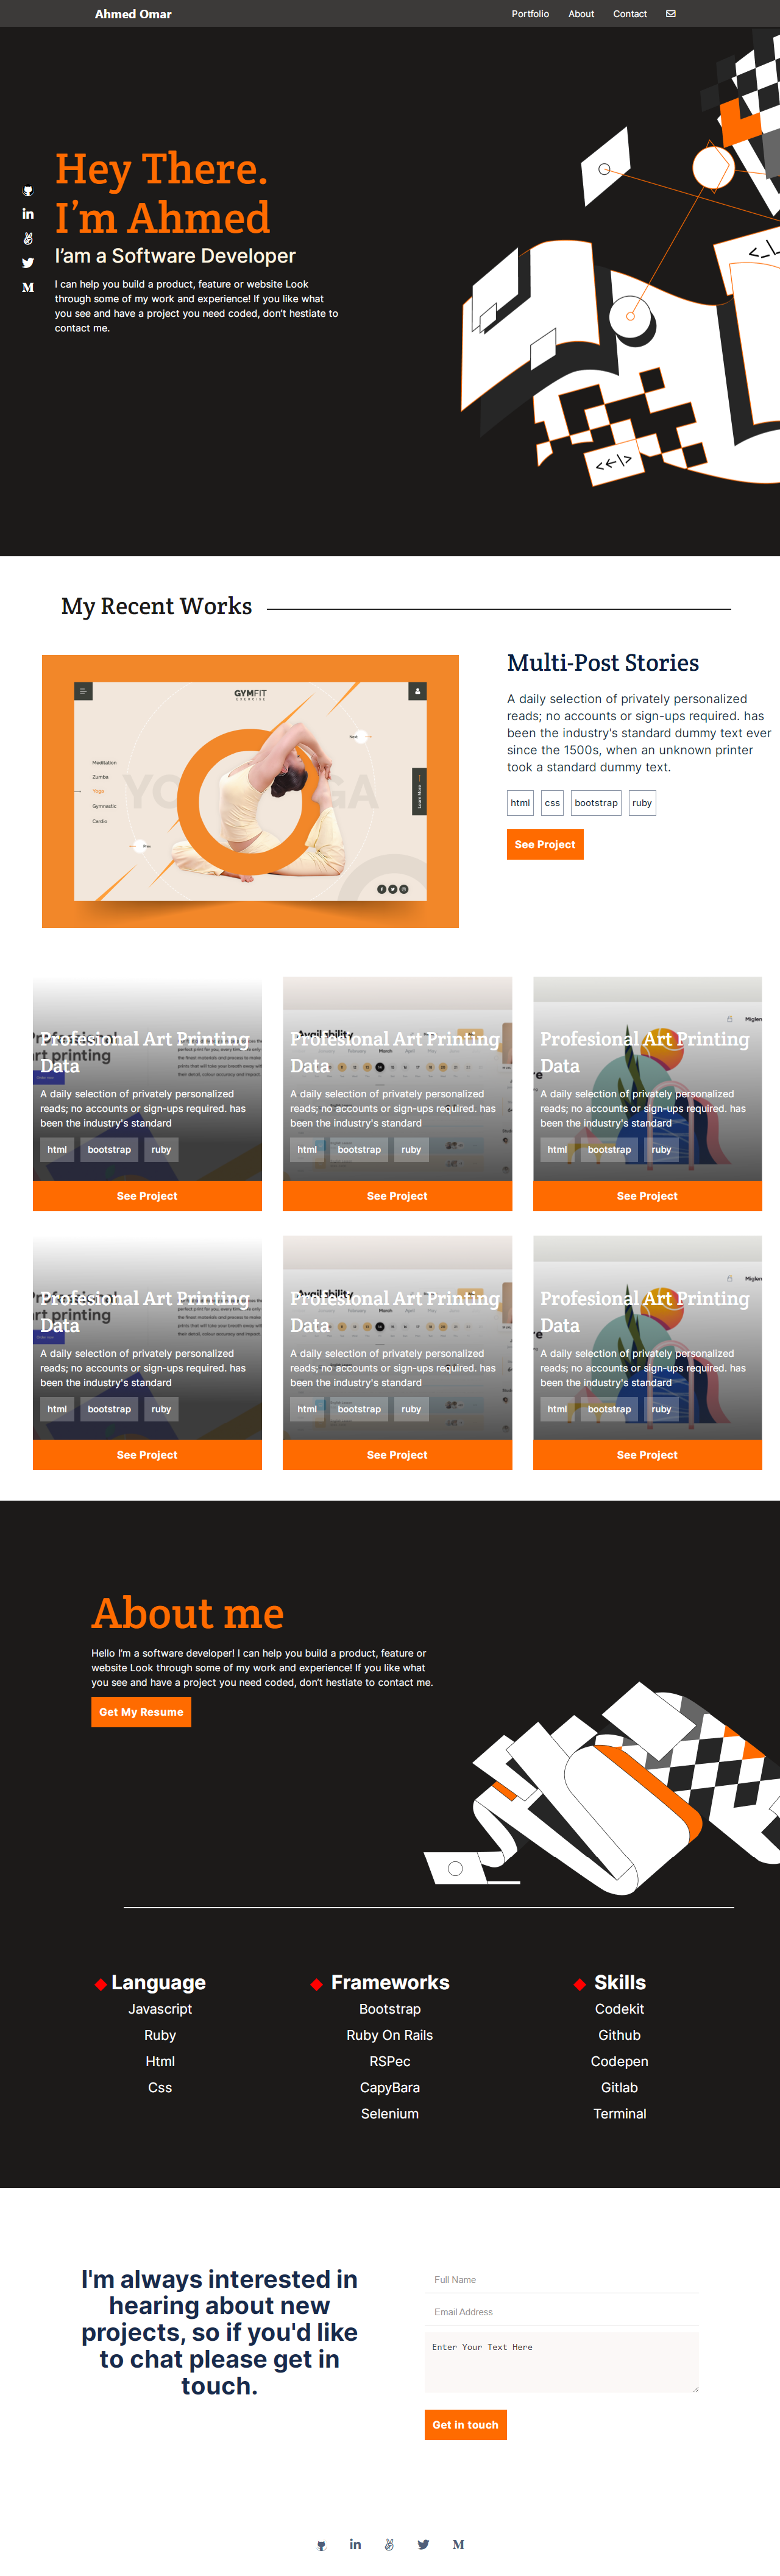 Ahmed Omar
Portfolio
About
Contact
Hey There.
I’m Ahmed
I’am a Software Developer
I can help you build a product, feature or website Look
through some of my work and experience! If you like what
you see and have a project you need coded, don’t hestiate to
contact me.
<_\_
<←\>
My Recent Works
GYMFIT
Meditation
Zumba
Yoga
Gymnastic
Cardio
Next
Prev
Learn More
Multi-Post Stories
A daily selection of privately personalized
reads; no accounts or sign-ups required. has
been the industry's standard dummy text ever
since the 1500s, when an unknown printer
took a standard dummy text.
html
css
bootstrap
ruby
See Project
Profesional Art Printing
Data
A daily selection of privately personalized
reads; no accounts or sign-ups required. has
been the industry's standard
html
bootstrap
ruby
See Project
Availability
Profesional Art Printing
Data
A daily selection of privately personalized
reads; no accounts or sign-ups required. has
been the industry's standard
html
bootstrap
ruby
See Project
Miglen
Profesional Art Printing
Data
A daily selection of privately personalized
reads; no accounts or sign-ups required. has
been the industry's standard
html
bootstrap
ruby
See Project
Profesional Art Printing
Data
A daily selection of privately personalized
reads; no accounts or sign-ups required. has
been the industry's standard
html
bootstrap
ruby
See Project
Availability
Profesional Art Printing
Data
A daily selection of privately personalized
reads; no accounts or sign-ups required. has
been the industry's standard
html
bootstrap
ruby
See Project
Miglen
Profesional Art Printing
Data
A daily selection of privately personalized
reads; no accounts or sign-ups required. has
been the industry's standard
html
bootstrap
ruby
See Project
About me
Hello I’m a software developer! I can help you build a product, feature or
website Look through some of my work and experience! If you like what
you see and have a project you need coded, don’t hestiate to contact me.
Get My Resume
Language
Javascript
Ruby
Html
Css
Frameworks
Bootstrap
Ruby On Rails
RSPec
CapyBara
Selenium
Skills
Codekit
Github
Codepen
Gitlab
Terminal
I'm always interested in
hearing about new
projects, so if you'd like
to chat please get in
touch.
Full Name
Email Address
Enter Your Text Here
Get in touch